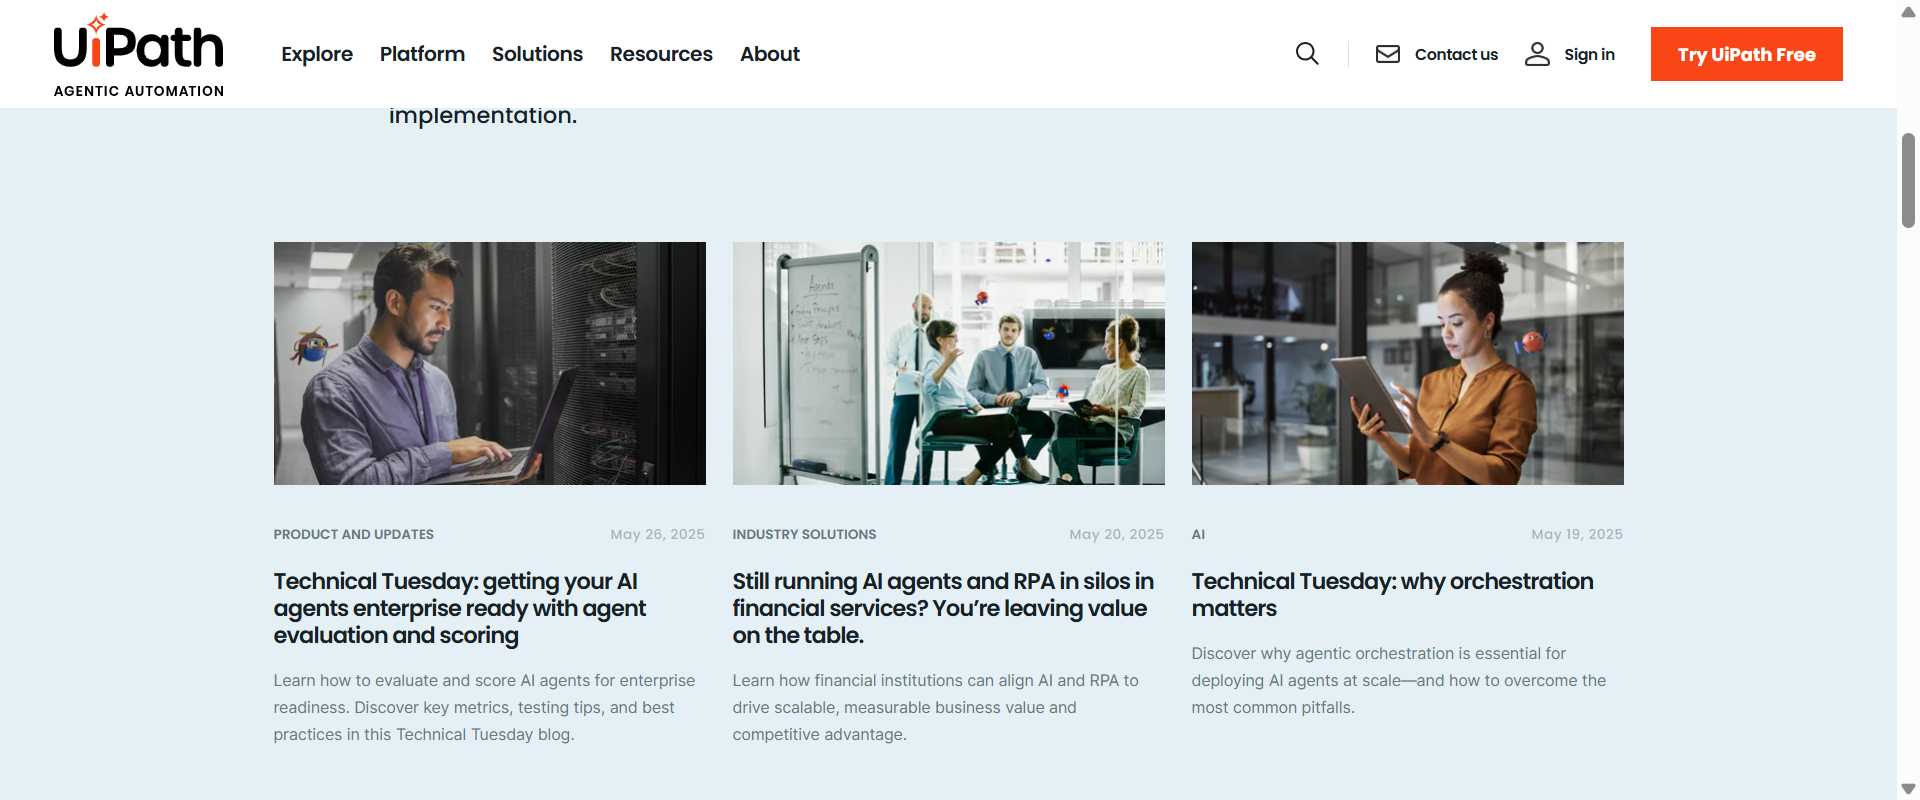 UiPath
AGENTIC AUTOMATION
Explore
Platform
Solutions
Resources
About
Contact us
Sign in
Try UiPath Free
implementation.
Agents
PRODUCT AND UPDATES
May 26, 2025
Technical Tuesday: getting your AI
agents enterprise ready with agent
evaluation and scoring
Learn how to evaluate and score AI agents for enterprise
readiness. Discover key metrics, testing tips, and best
practices in this Technical Tuesday blog.
INDUSTRY SOLUTIONS
May 20, 2025
Still running AI agents and RPA in silos in
financial services? You’re leaving value
on the table.
Learn how financial institutions can align AI and RPA to
drive scalable, measurable business value and
competitive advantage.
AI
May 19, 2025
Technical Tuesday: why orchestration
matters
Discover why agentic orchestration is essential for
deploying AI agents at scale—and how to overcome the
most common pitfalls.